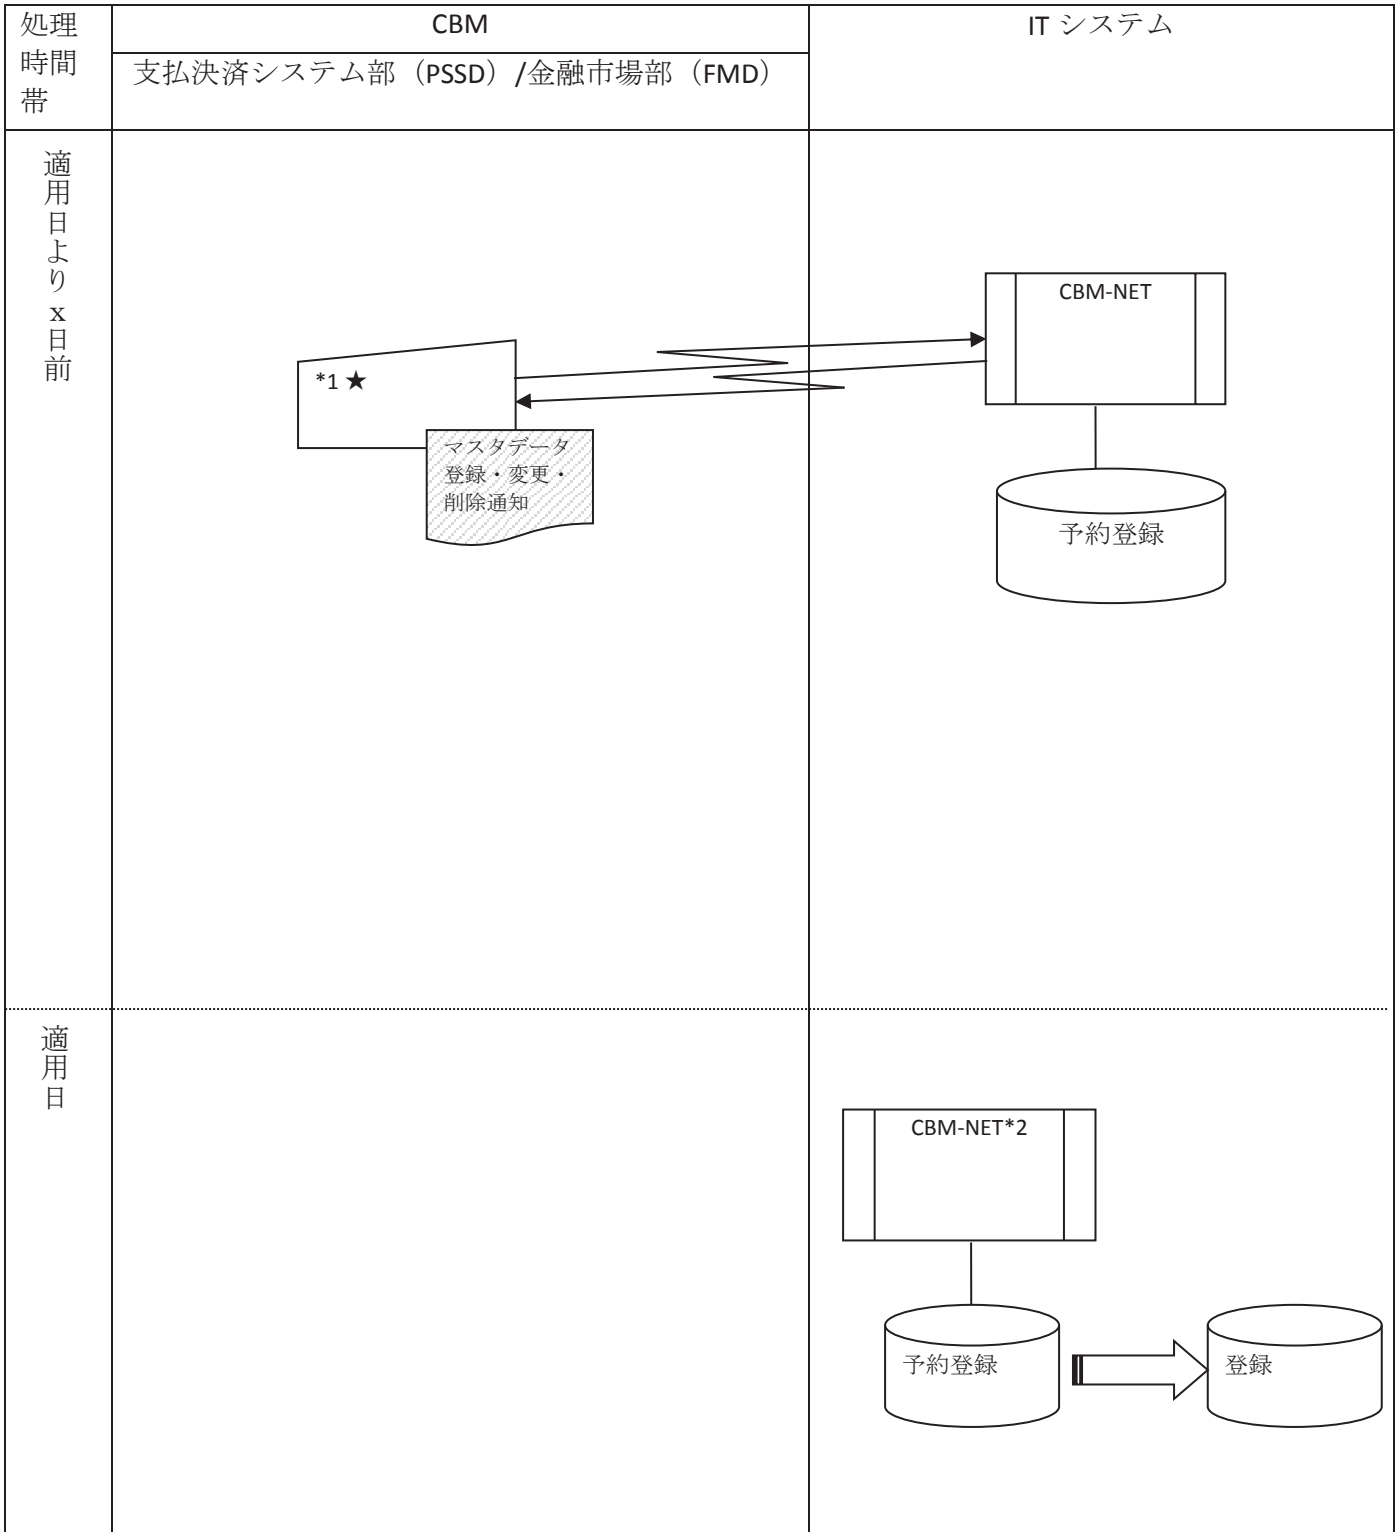 処理
時間
帯
CBM
IT システム
支払決済システム部（PSSD）/金融市場部（FMD）
適用日よりx日前
CBM-NET
*1 ★
マスタデータ
登録・変更・
削除通知
予約登録
適用日
CBM-NET*2
予約登録
登録